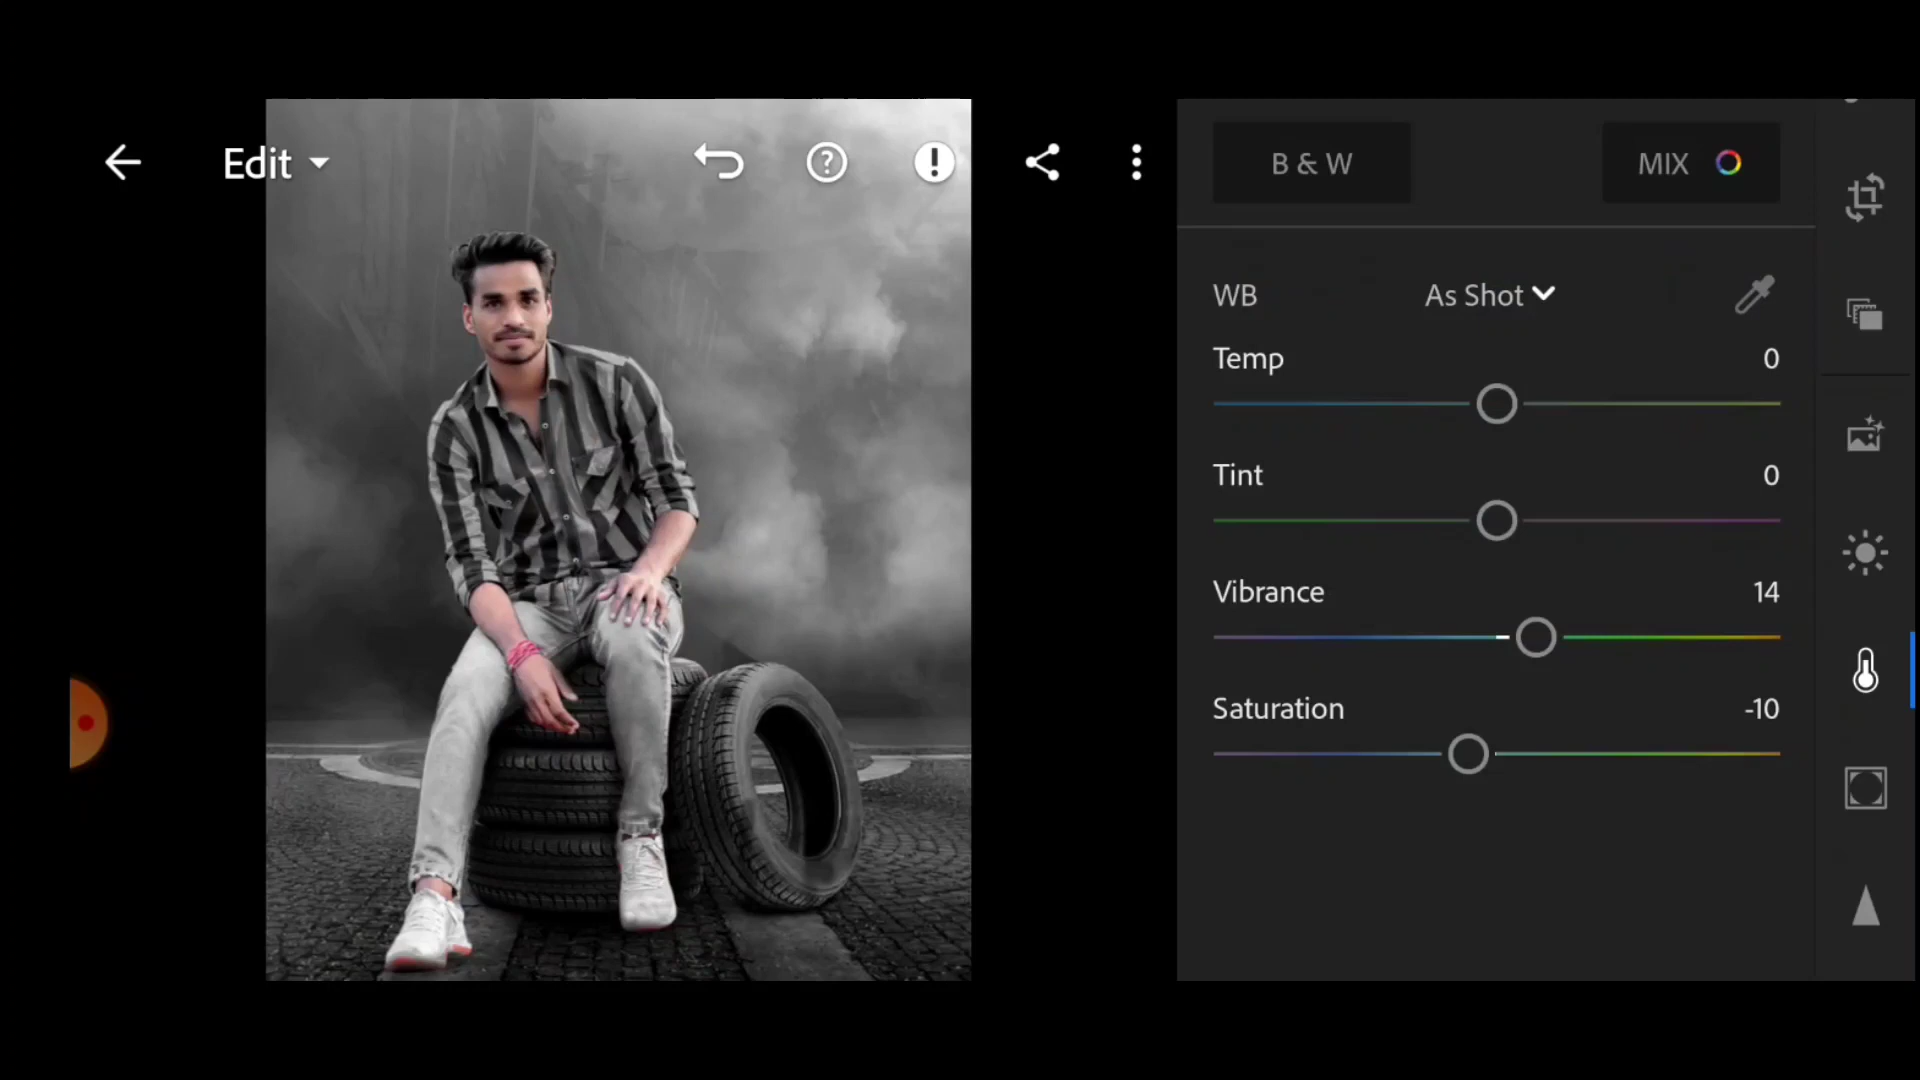 Edit
B & W
MIX
WB
As Shot
Temp
0
Tint
0
Vibrance
14
Saturation
-10